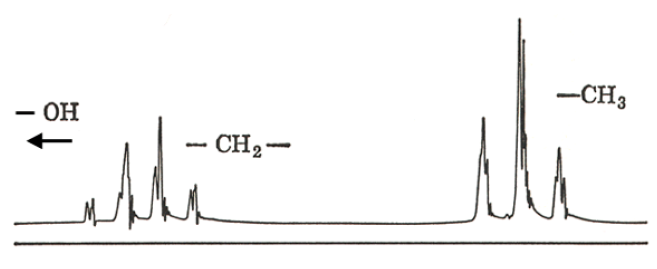 – OH
– CH₂ –
–CH₃